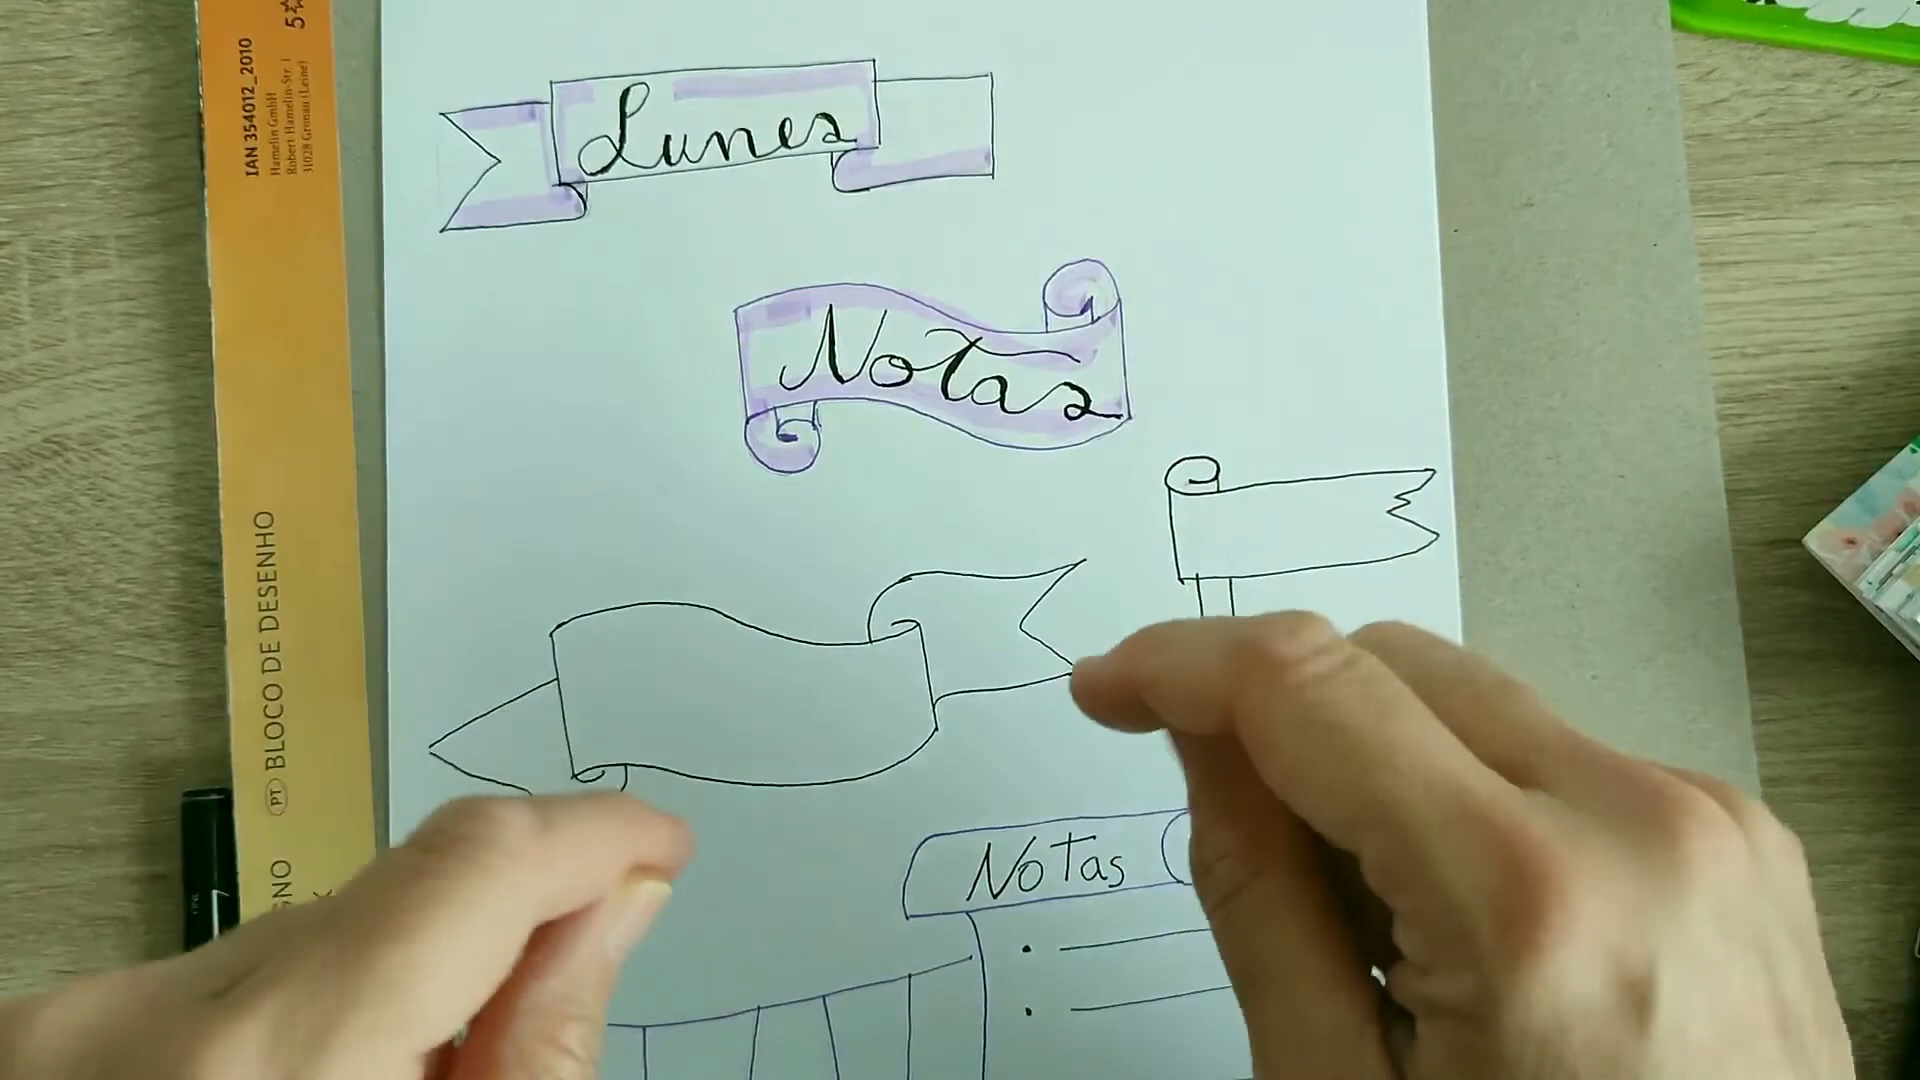 Lunes
Notas
Notas
IAN 354012_2010
Hamelin GmbH
Robert-Hamelin-Str. 1
31028 Gronau (Leine)
PT BLOCO DE DESENHO